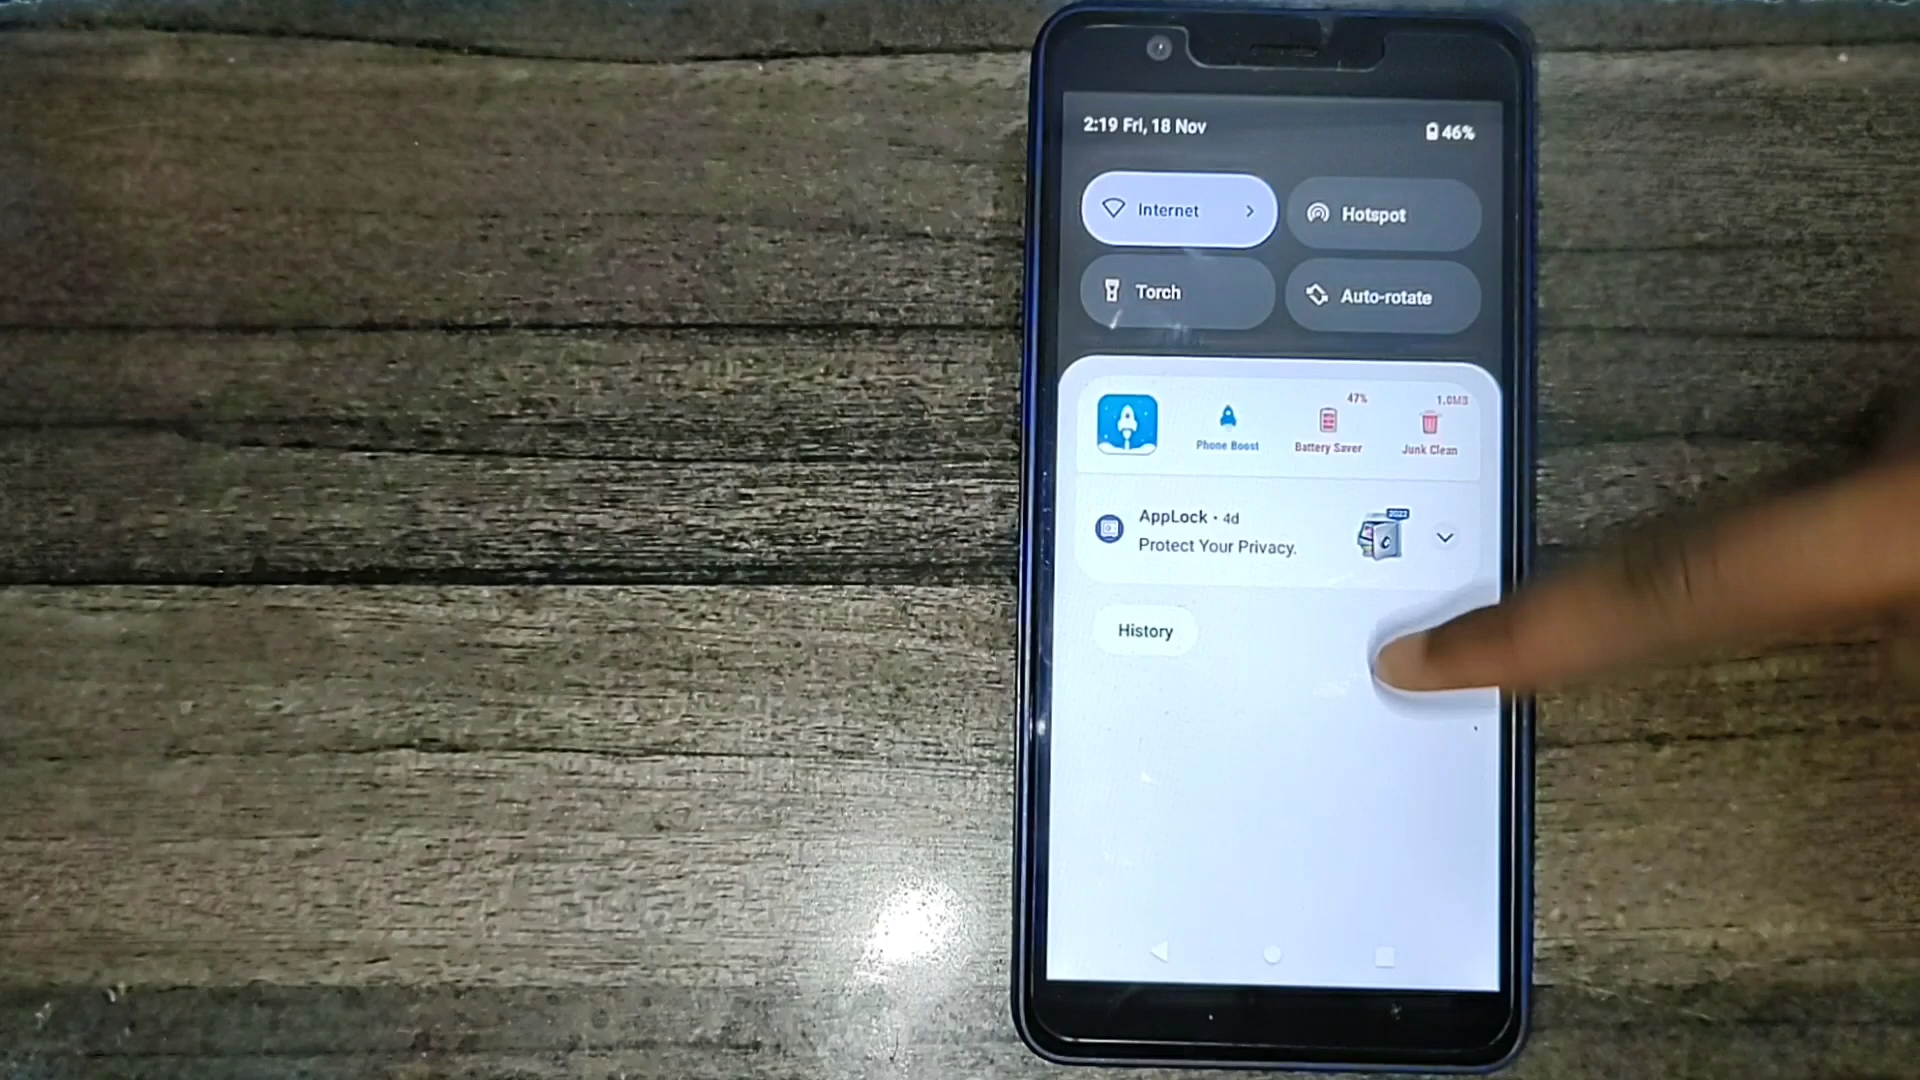 2:19 Fri, 18 Nov
46%
Internet
Hotspot
Torch
Auto-rotate
47%
1.0MB
Phone Boost
Battery Saver
Junk Clean
AppLock · 4d
Protect Your Privacy.
History